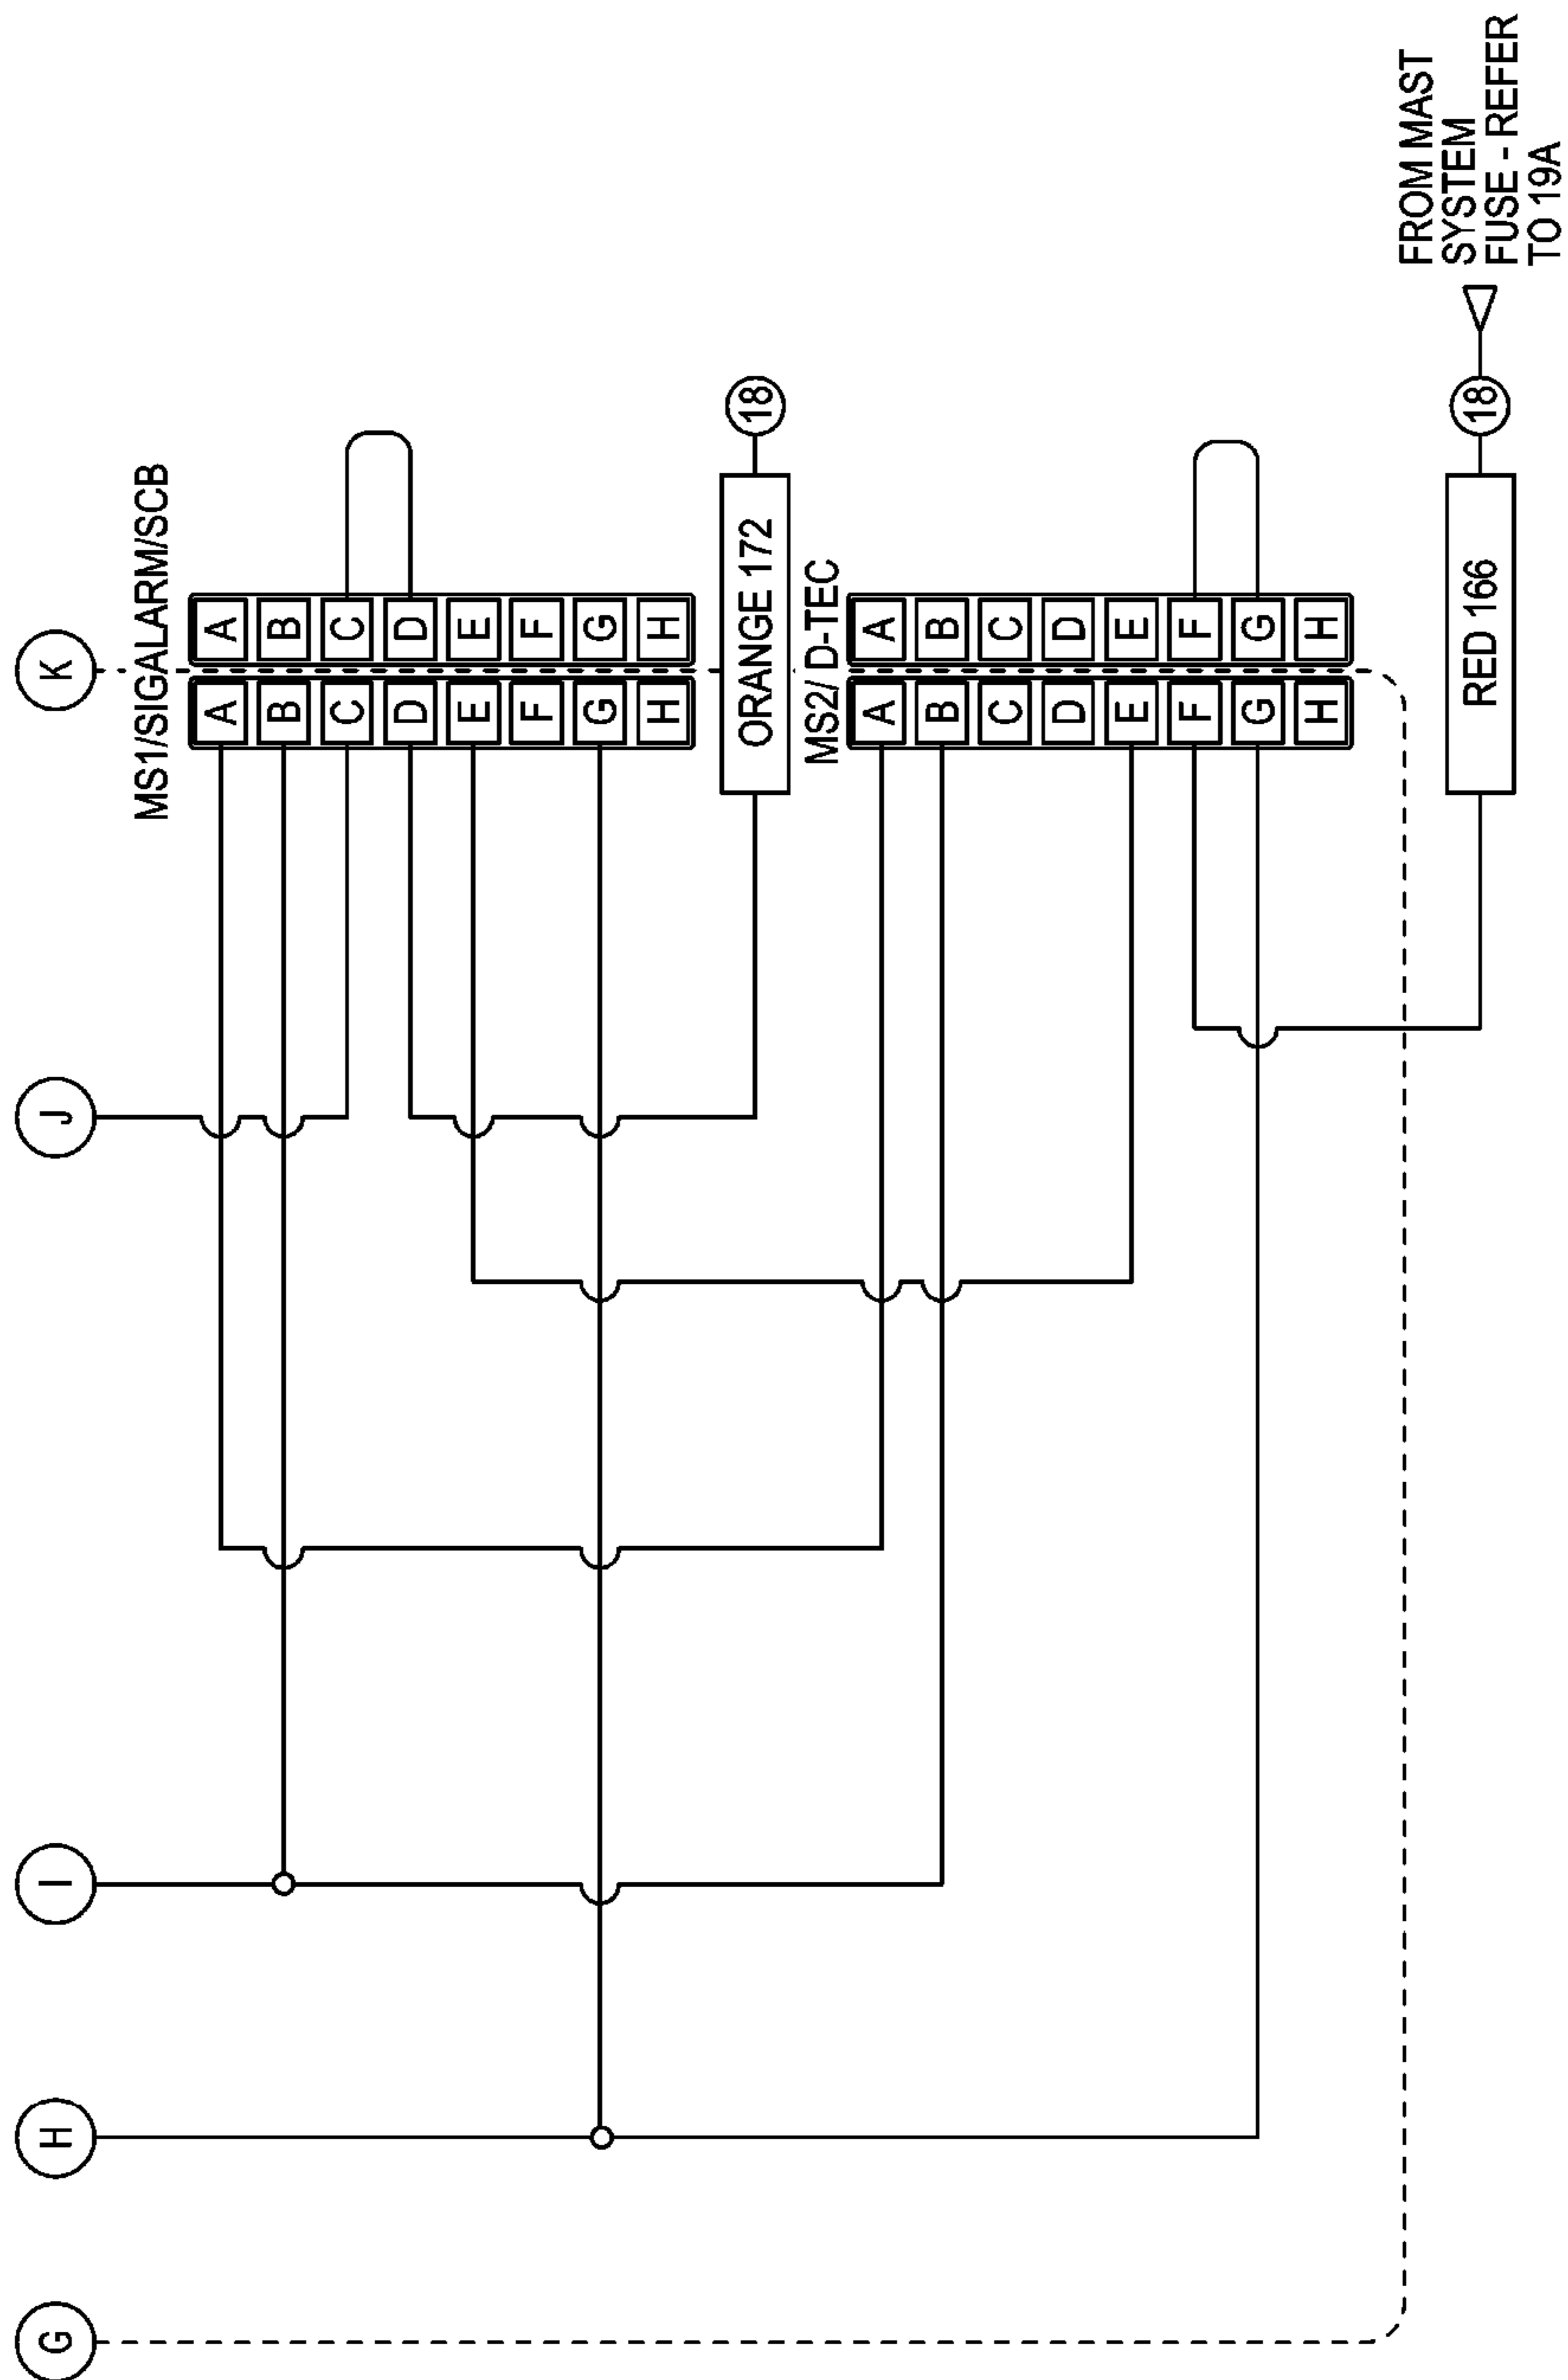 G H I J K
MS1/SIGALARM/SCB
A A
B B
C C
D D
E E
F F
G G
H H
ORANGE 172 18
MS2/ D-TEC
A A
B B
C C
D D
E E
F F
G G
H H
RED 166 18
FROM MAST
SYSTEM
FUSE - REFER
TO 19A